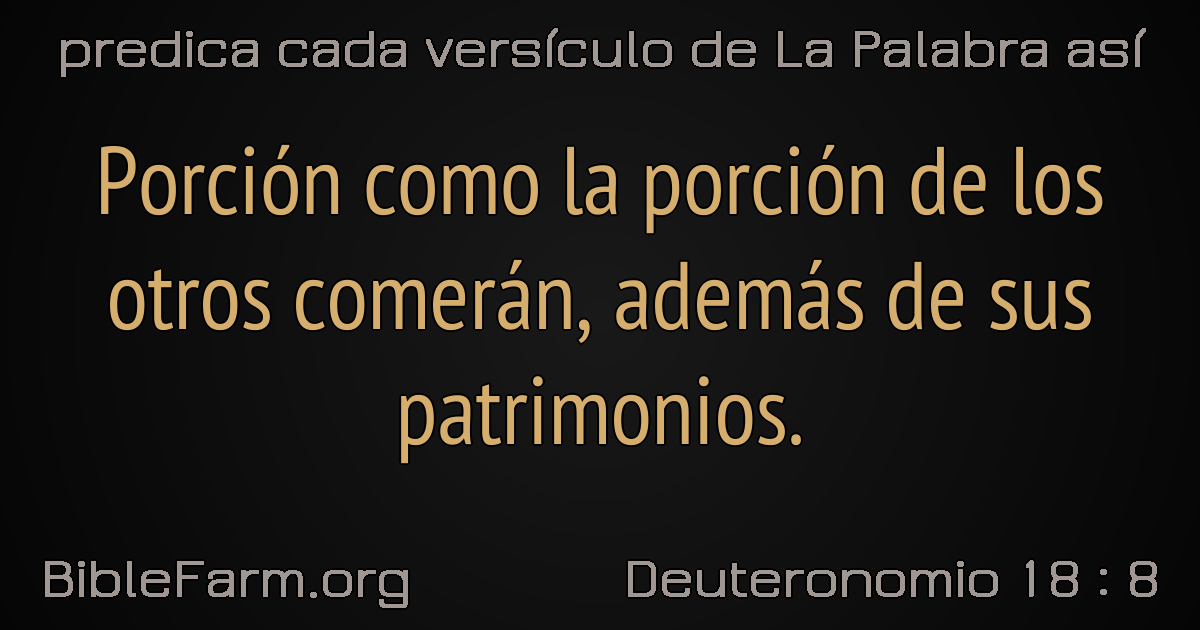 predica cada versículo de La Palabra así
Porción como la porción de los
otros comerán, además de sus
patrimonios.
BibleFarm.org
Deuteronomio 18 : 8